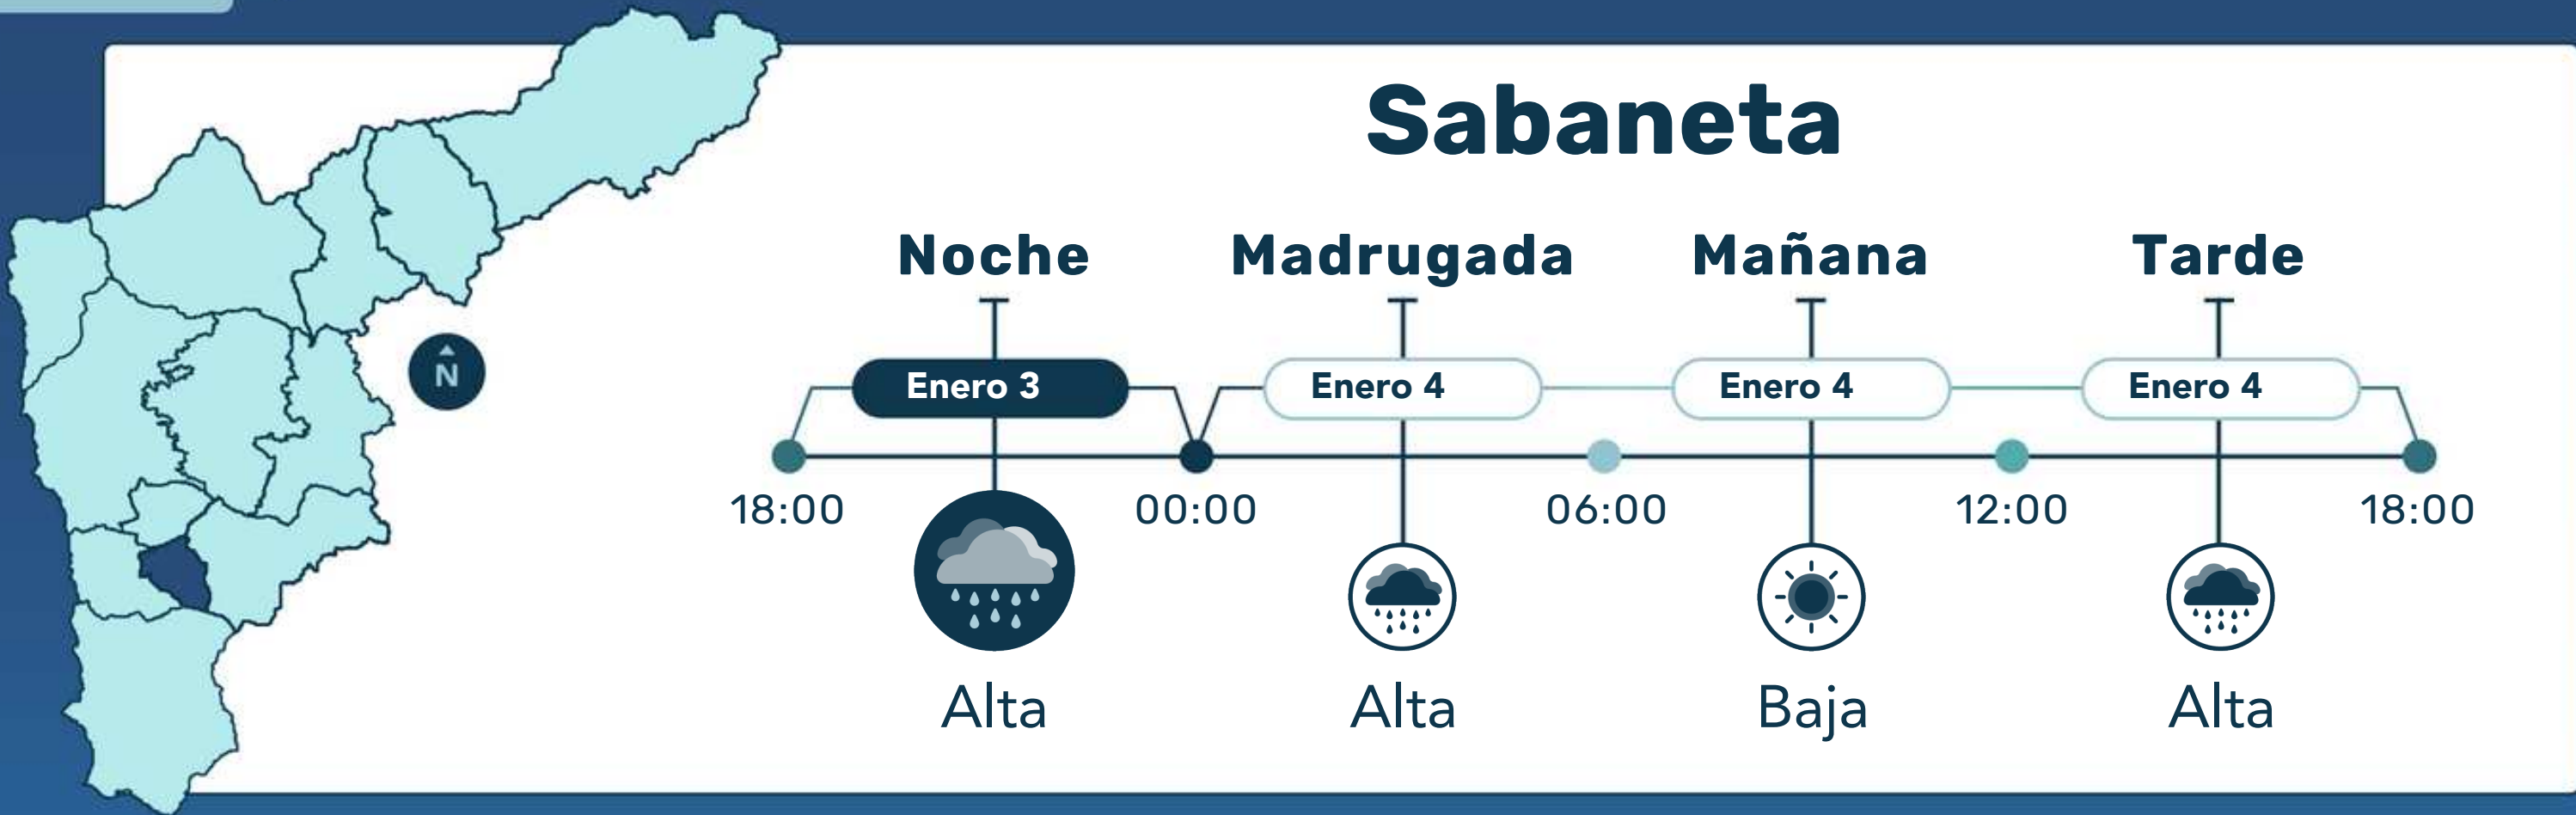 Sabaneta
Noche Madrugada Mañana Tarde
Enero 3 Enero 4 Enero 4 Enero 4
N
18:00 00:00 06:00 12:00 18:00
Alta Alta Baja Alta